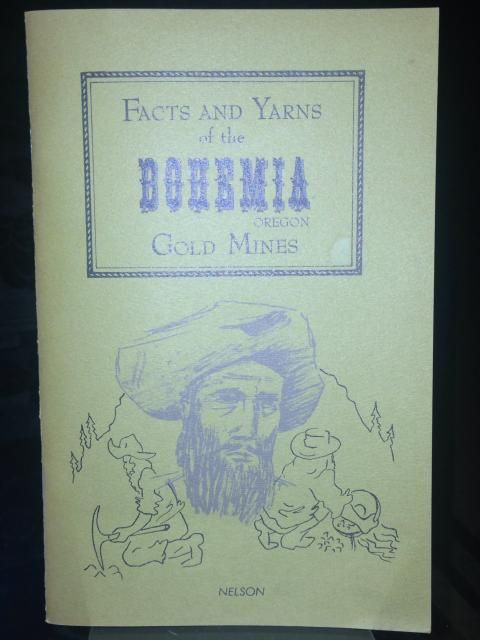 FACTS AND YARNS
of the
BOHEMIA
OREGON
GOLD MINES
NELSON